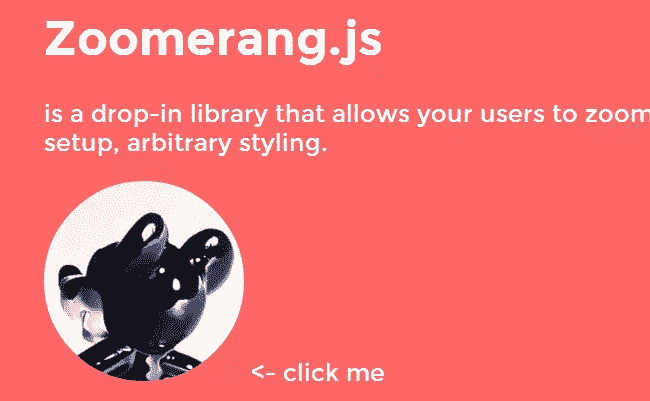 Zoomerang.js
is a drop-in library that allows your users to zoom
setup, arbitrary styling.
<- click me